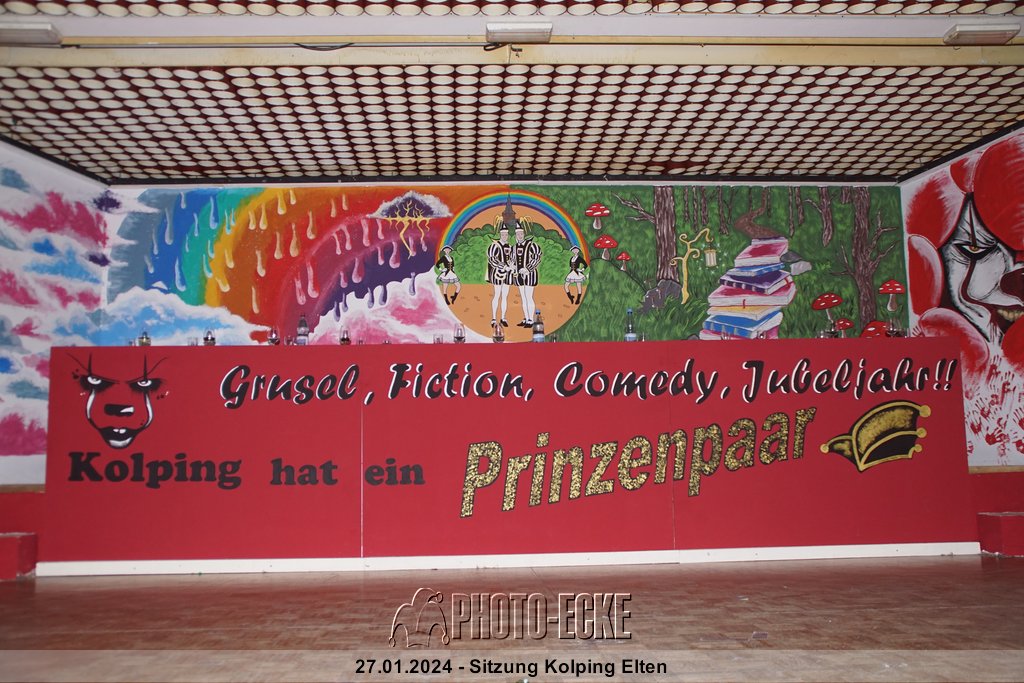 Grusel, Fiction, Comedy, Jubeljahr!!
Kolping hat ein Prinzenpaar
PHOTO-ECKE
27.01.2024 - Sitzung Kolping Elten